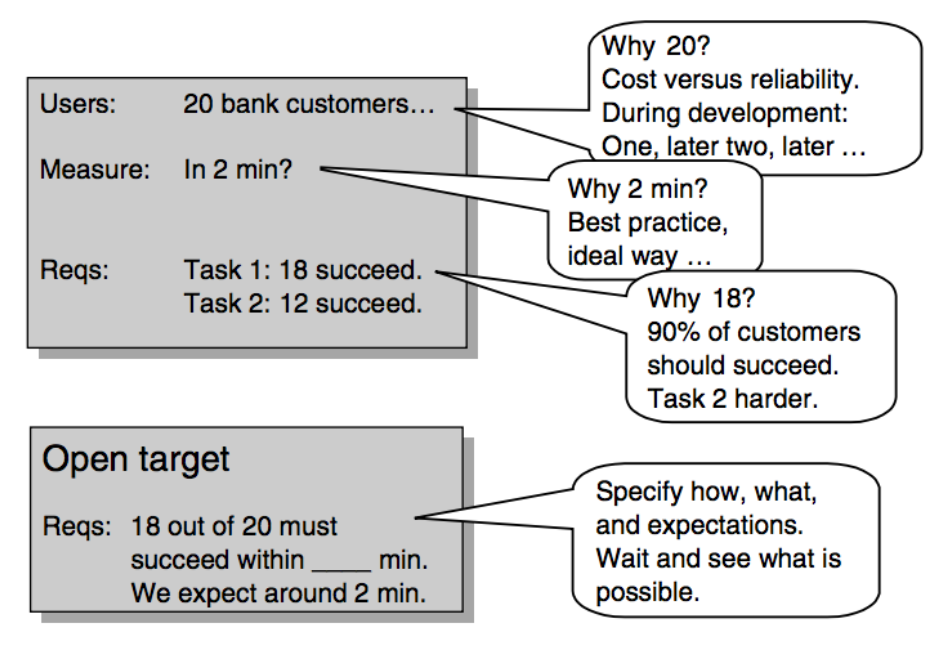 Users: 20 bank customers…
Measure: In 2 min?
Reqs: Task 1: 18 succeed.
Task 2: 12 succeed.
Why 20?
Cost versus reliability.
During development:
One, later two, later …
Why 2 min?
Best practice,
ideal way …
Why 18?
90% of customers
should succeed.
Task 2 harder.
Open target
Reqs: 18 out of 20 must
succeed within ____ min.
We expect around 2 min.
Specify how, what,
and expectations.
Wait and see what is
possible.